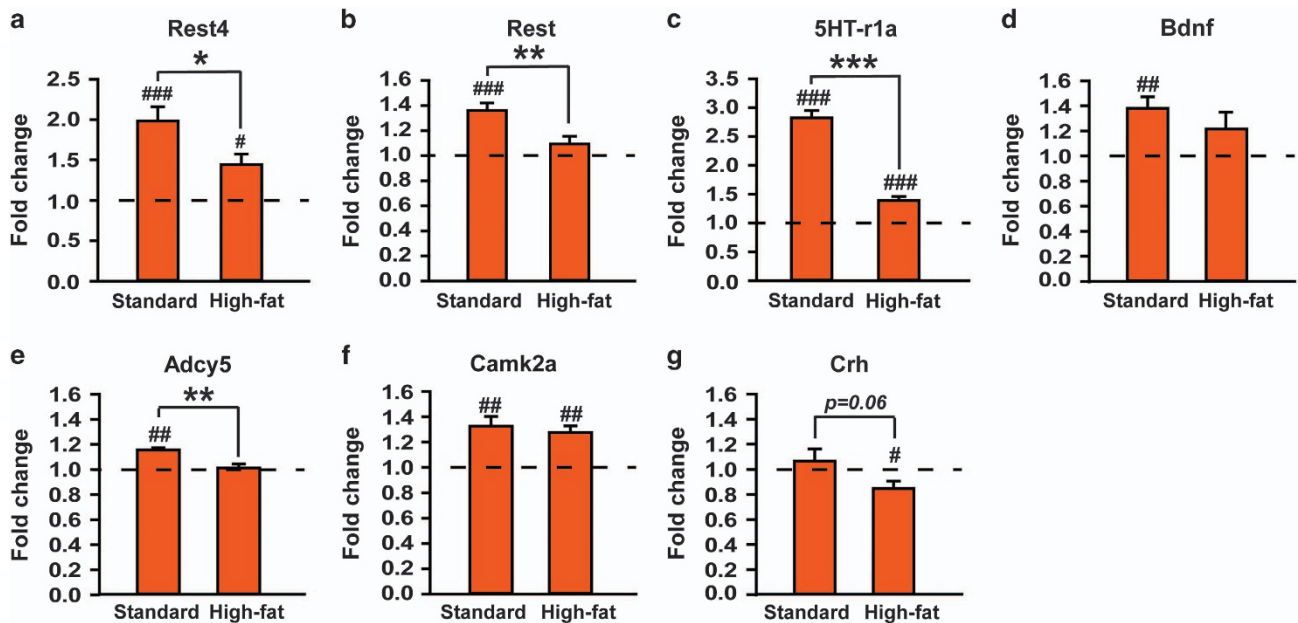 a
Rest4
*
###
#
Fold change
2.5
2.0
1.5
1.0
2.5
0.0
Standard High-fat
b
Rest
**
###
Fold change
1.6
1.4
1.2
1.0
0.8
0.6
0.4
0.2
0.0
Standard High-fat
c
5HT-r1a
***
###
###
Fold change
3.5
3.0
2.5
2.0
1.5
1.0
0.5
0.0
Standard High-fat
d
Bdnf
##
Fold change
1.6
1.4
1.2
1.0
0.8
0.6
0.4
0.2
0.0
Standard High-fat
e
Adcy5
**
##
Fold change
1.6
1.4
1.2
1.0
0.8
0.6
0.4
0.2
0.0
Standard High-fat
f
Camk2a
##
##
Fold change
1.6
1.4
1.2
1.0
0.8
0.6
0.4
0.2
0.0
Standard High-fat
g
Crh
p=0.06
#
Fold change
1.6
1.4
1.2
1.0
0.8
0.6
0.4
0.2
0.0
Standard High-fat